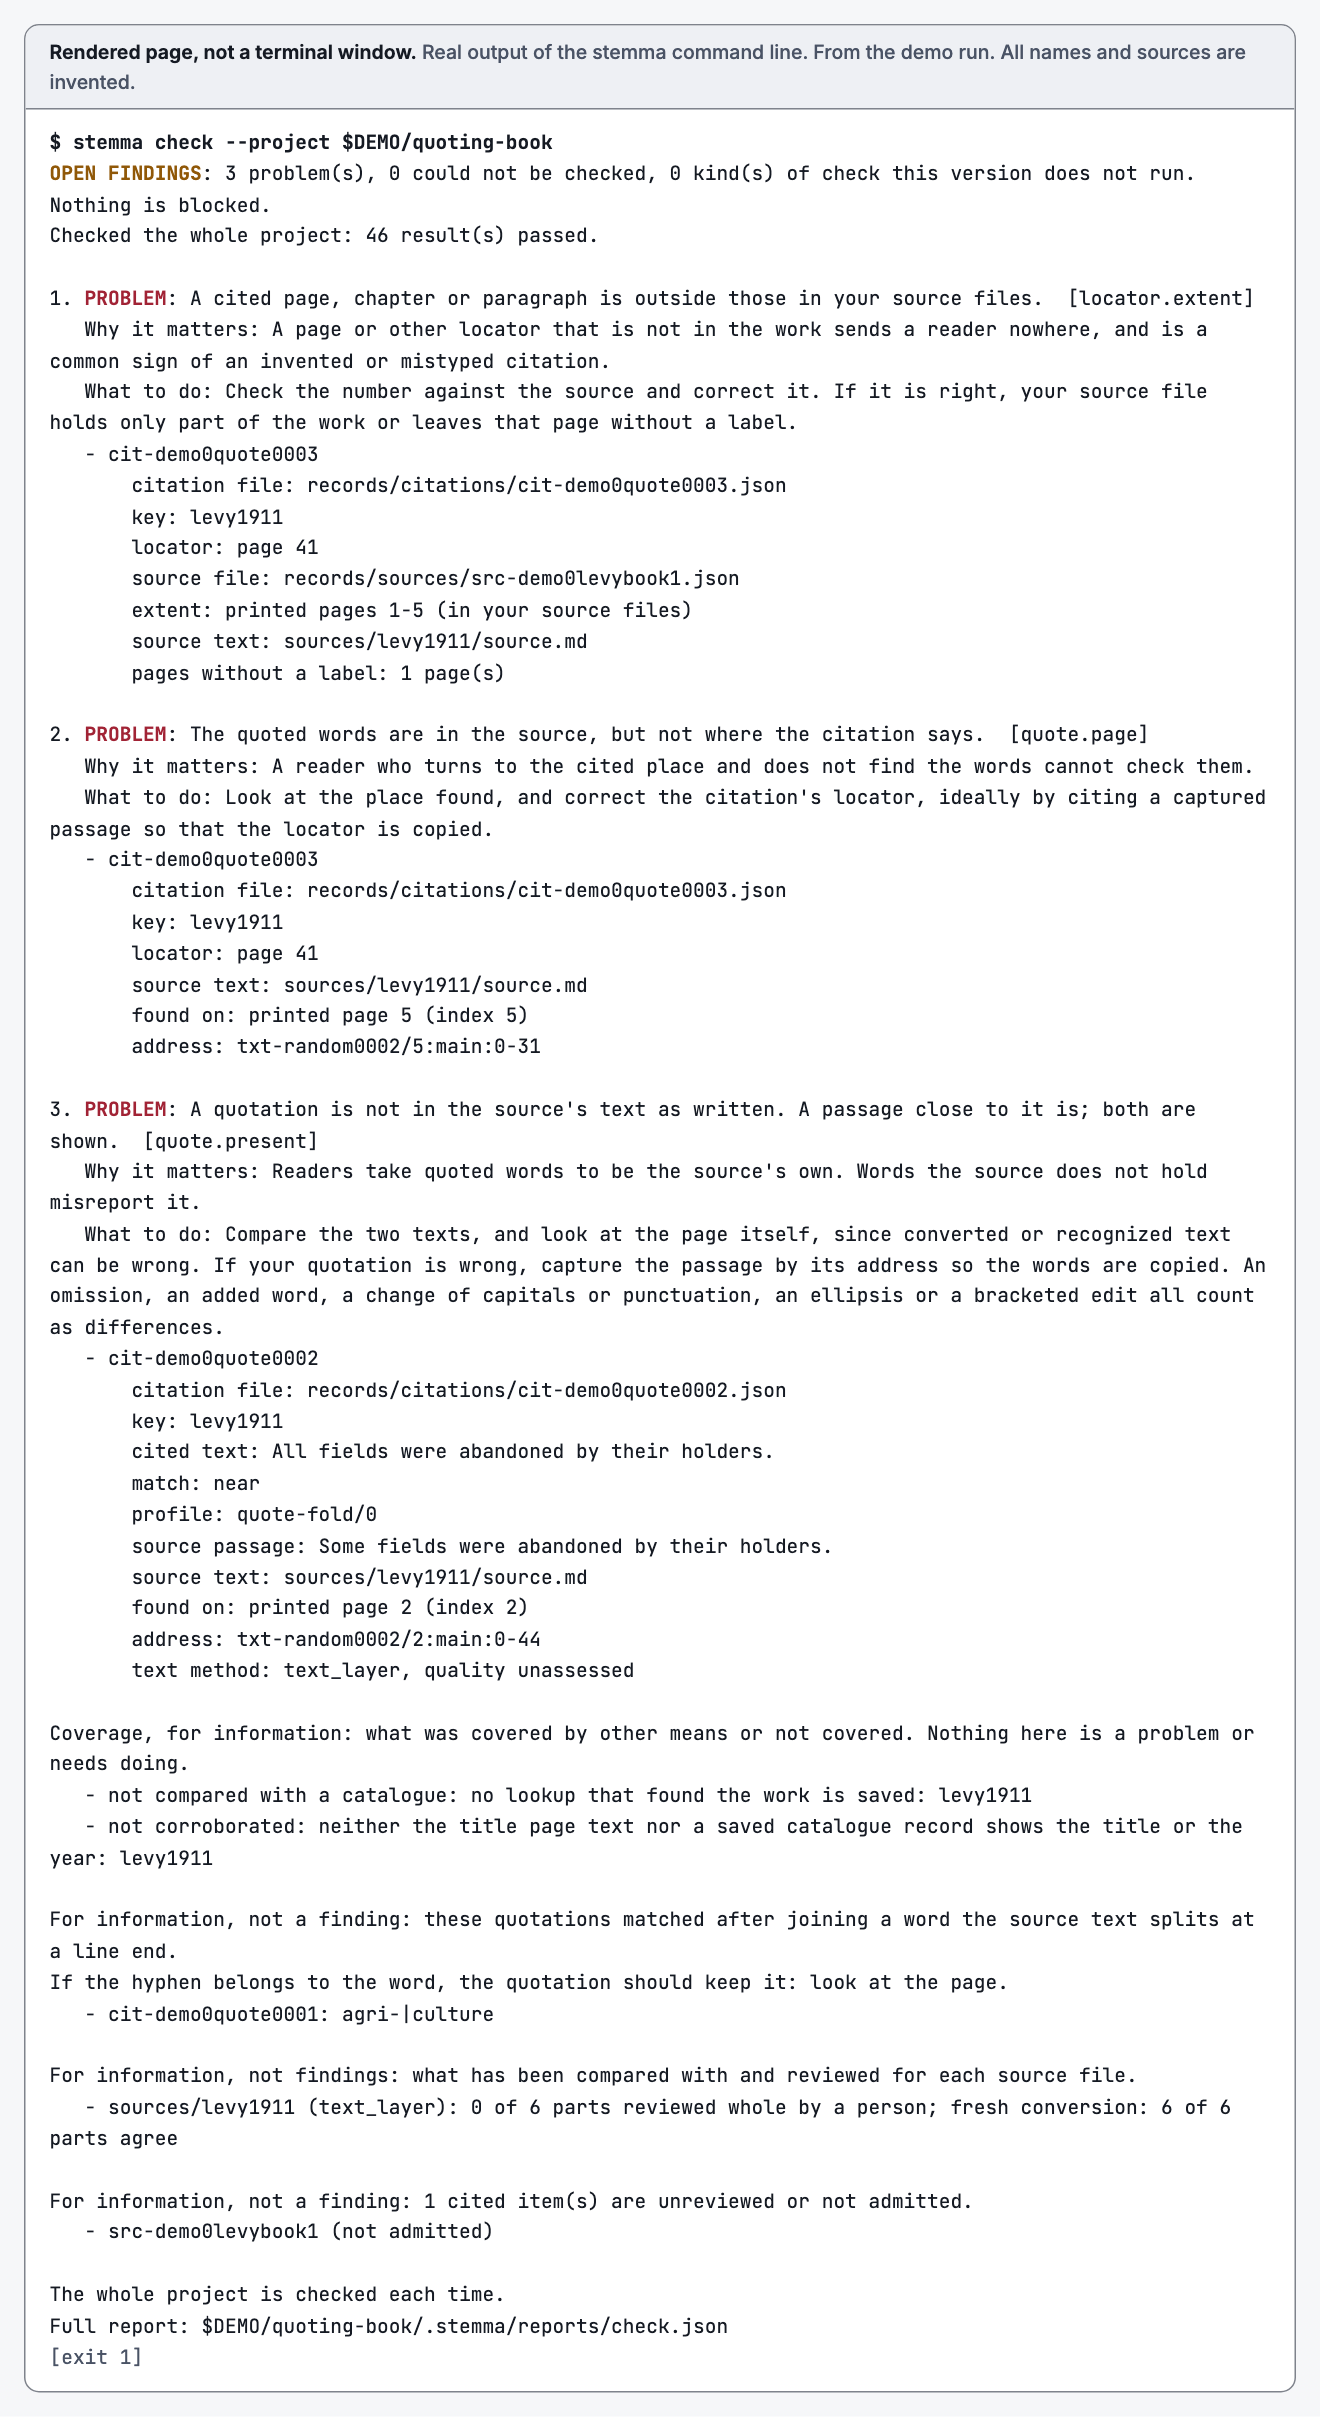 Rendered page, not a terminal window. Real output of the stemma command line. From the demo run. All names and sources are
invented.
$ stemma check --project $DEMO/quoting-book
OPEN FINDINGS: 3 problem(s), 0 could not be checked, 0 kind(s) of check this version does not run.
Nothing is blocked.
Checked the whole project: 46 result(s) passed.
1. PROBLEM: A cited page, chapter or paragraph is outside those in your source files.  [locator.extent]
Why it matters: A page or other locator that is not in the work sends a reader nowhere, and is a
common sign of an invented or mistyped citation.
What to do: Check the number against the source and correct it. If it is right, your source file
holds only part of the work or leaves that page without a label.
- cit-demo0quote0003
citation file: records/citations/cit-demo0quote0003.json
key: levy1911
locator: page 41
source file: records/sources/src-demo0levybook1.json
extent: printed pages 1-5 (in your source files)
source text: sources/levy1911/source.md
pages without a label: 1 page(s)
2. PROBLEM: The quoted words are in the source, but not where the citation says.  [quote.page]
Why it matters: A reader who turns to the cited place and does not find the words cannot check them.
What to do: Look at the place found, and correct the citation's locator, ideally by citing a captured
passage so that the locator is copied.
- cit-demo0quote0003
citation file: records/citations/cit-demo0quote0003.json
key: levy1911
locator: page 41
source text: sources/levy1911/source.md
found on: printed page 5 (index 5)
address: txt-random0002/5:main:0-31
3. PROBLEM: A quotation is not in the source's text as written. A passage close to it is; both are
shown.  [quote.present]
Why it matters: Readers take quoted words to be the source's own. Words the source does not hold
misreport it.
What to do: Compare the two texts, and look at the page itself, since converted or recognized text
can be wrong. If your quotation is wrong, capture the passage by its address so the words are copied. An
omission, an added word, a change of capitals or punctuation, an ellipsis or a bracketed edit all count
as differences.
- cit-demo0quote0002
citation file: records/citations/cit-demo0quote0002.json
key: levy1911
cited text: All fields were abandoned by their holders.
match: near
profile: quote-fold/0
source passage: Some fields were abandoned by their holders.
source text: sources/levy1911/source.md
found on: printed page 2 (index 2)
address: txt-random0002/2:main:0-44
text method: text_layer, quality unassessed
Coverage, for information: what was covered by other means or not covered. Nothing here is a problem or
needs doing.
- not compared with a catalogue: no lookup that found the work is saved: levy1911
- not corroborated: neither the title page text nor a saved catalogue record shows the title or the
year: levy1911
For information, not a finding: these quotations matched after joining a word the source text splits at
a line end.
If the hyphen belongs to the word, the quotation should keep it: look at the page.
- cit-demo0quote0001: agri-|culture
For information, not findings: what has been compared with and reviewed for each source file.
- sources/levy1911 (text_layer): 0 of 6 parts reviewed whole by a person; fresh conversion: 6 of 6
parts agree
For information, not a finding: 1 cited item(s) are unreviewed or not admitted.
- src-demo0levybook1 (not admitted)
The whole project is checked each time.
Full report: $DEMO/quoting-book/.stemma/reports/check.json
[exit 1]